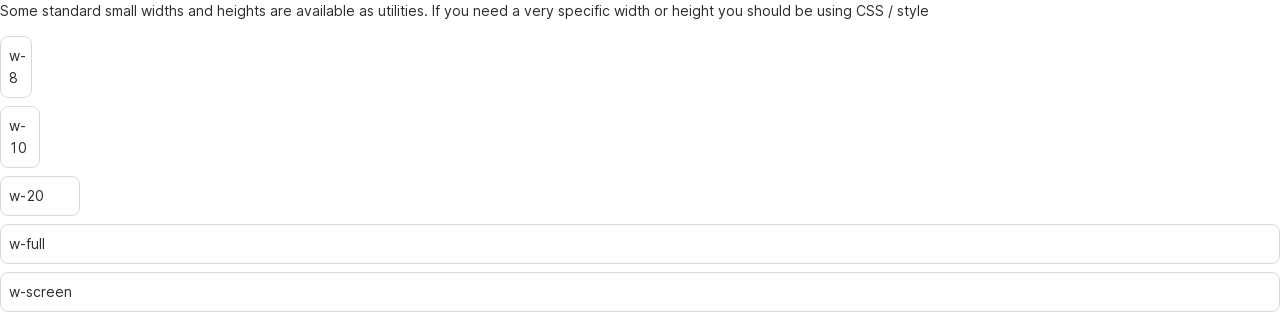 Some standard small widths and heights are available as utilities. If you need a very specific width or height you should be using CSS / style
w-
8
w-
10
w-20
w-full
w-screen